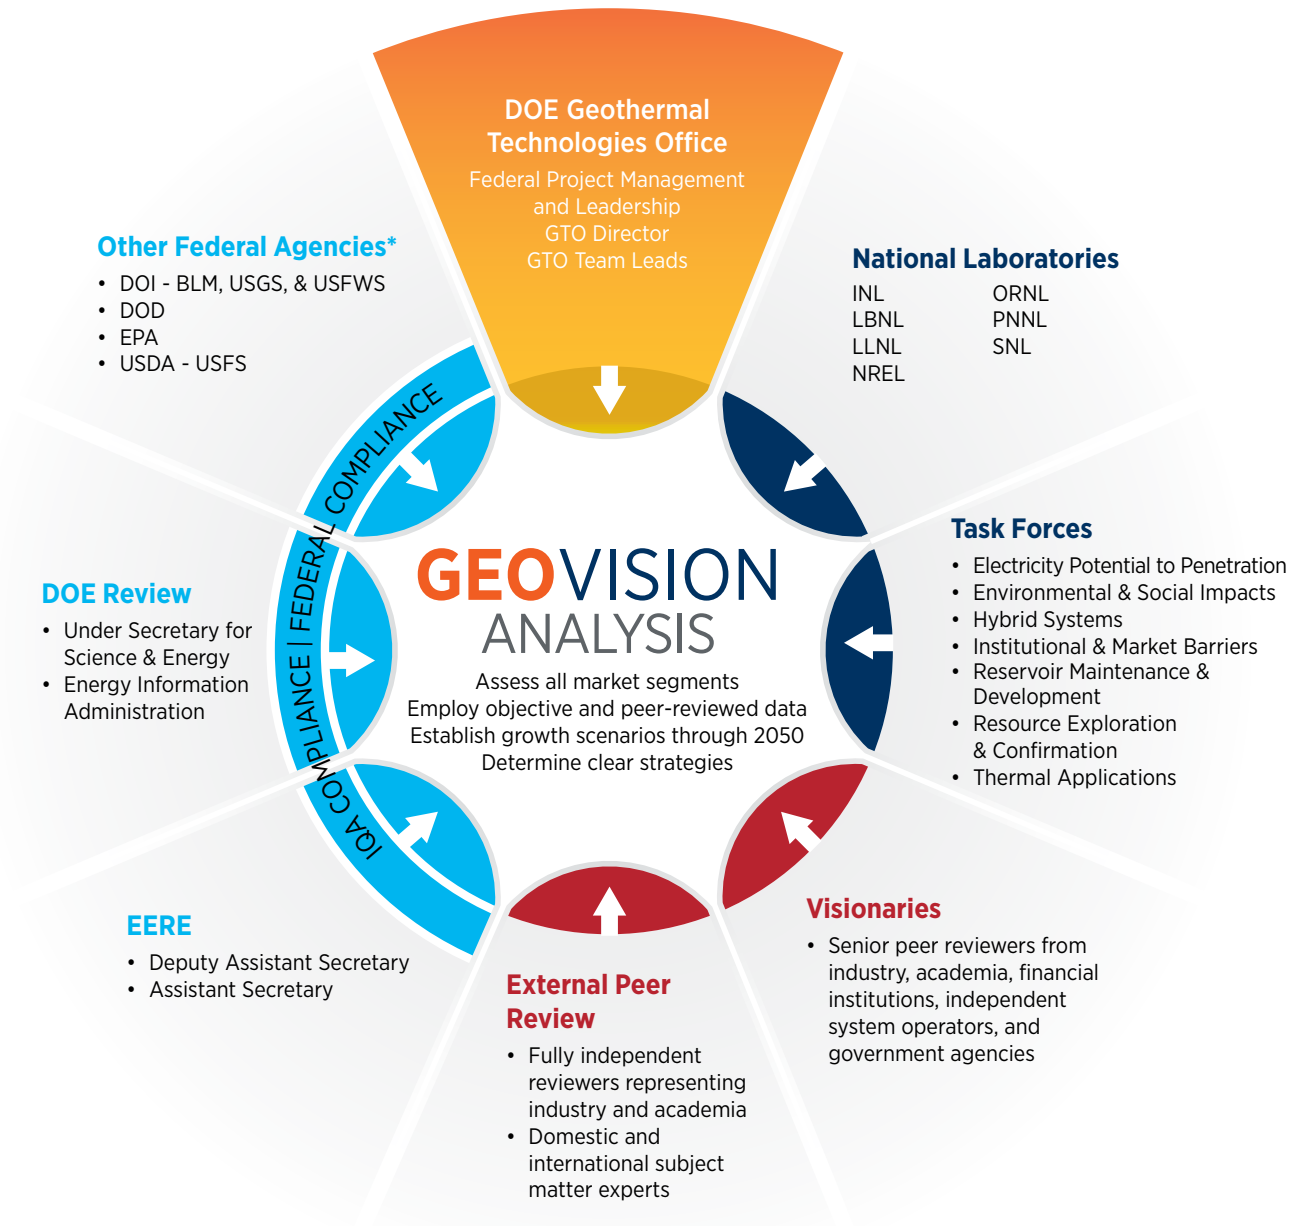 DOE Geothermal
Technologies Office
Federal Project Management
and Leadership
GTO Director
GTO Team Leads
National Laboratories
INL
LBNL
LLNL
NREL
ORNL
PNNL
SNL
Task Forces
• Electricity Potential to Penetration
• Environmental & Social Impacts
• Hybrid Systems
• Institutional & Market Barriers
• Reservoir Maintenance &
Development
• Resource Exploration
& Confirmation
• Thermal Applications
Visionaries
• Senior peer reviewers from
industry, academia, financial
institutions, independent
system operators, and
government agencies
External Peer
Review
• Fully independent
reviewers representing
industry and academia
• Domestic and
international subject
matter experts
EERE
• Deputy Assistant Secretary
• Assistant Secretary
DOE Review
• Under Secretary for
Science & Energy
• Energy Information
Administration
Other Federal Agencies*
• DOI - BLM, USGS, & USFWS
• DOD
• EPA
• USDA - USFS
IQA COMPLIANCE | FEDERAL COMPLIANCE
GEOVISION
ANALYSIS
Assess all market segments
Employ objective and peer-reviewed data
Establish growth scenarios through 2050
Determine clear strategies